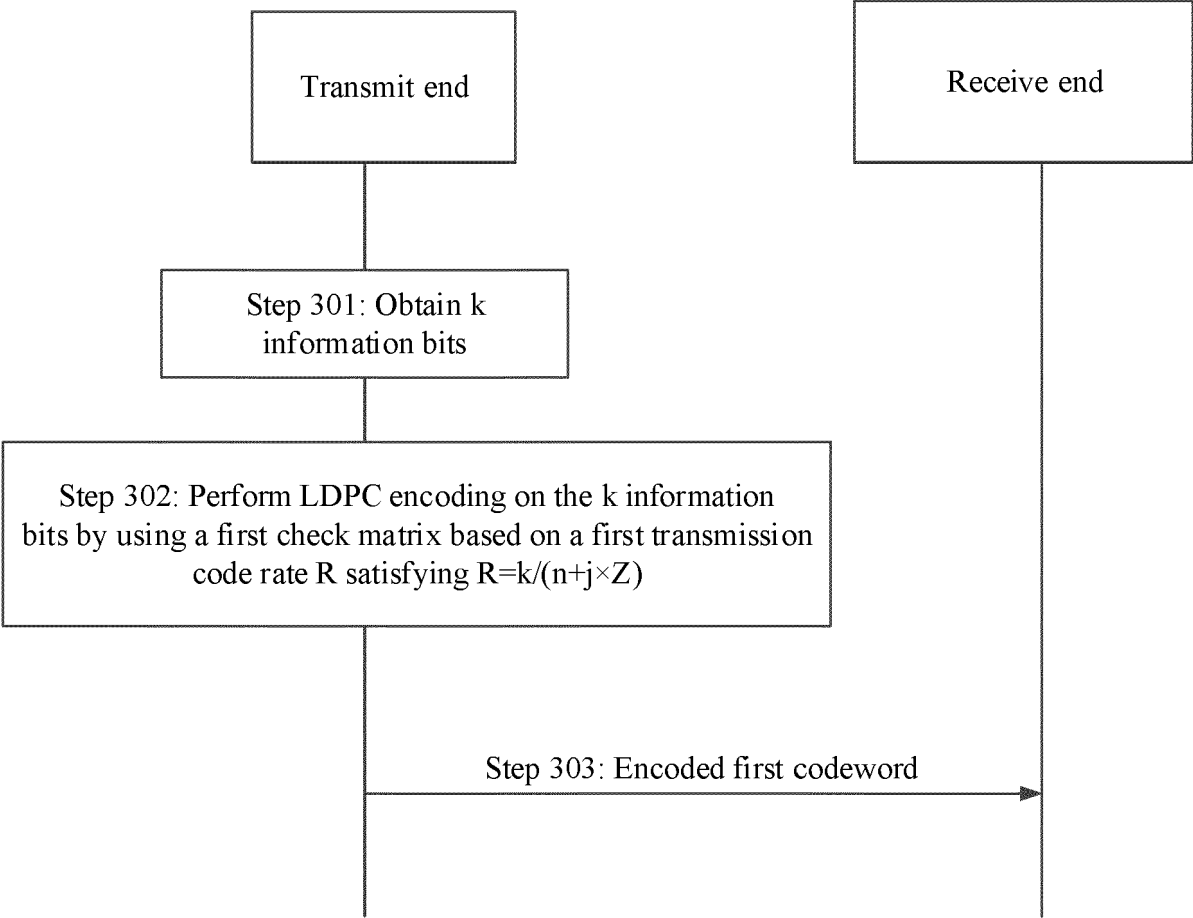 Transmit end
Receive end
Step 301: Obtain k
information bits
Step 302: Perform LDPC encoding on the k information
bits by using a first check matrix based on a first transmission
code rate R satisfying R=k/(n+j×Z)
Step 303: Encoded first codeword